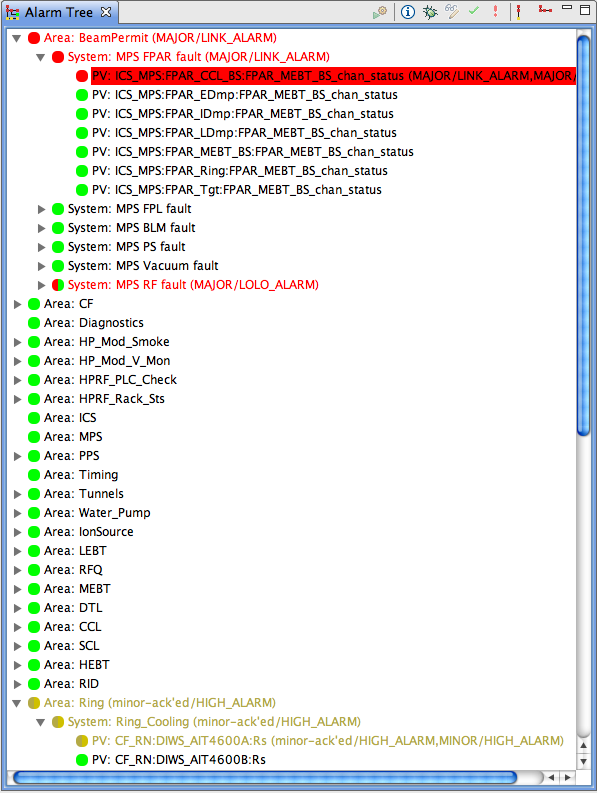 Alarm Tree
Area: BeamPermit (MAJOR/LINK_ALARM)
System: MPS FPAR fault (MAJOR/LINK_ALARM)
PV: ICS_MPS:FPAR_CCL_BS:FPAR_MEBT_BS_chan_status (MAJOR/LINK_ALARM,MAJOR/
PV: ICS_MPS:FPAR_EDmp:FPAR_MEBT_BS_chan_status
PV: ICS_MPS:FPAR_IDmp:FPAR_MEBT_BS_chan_status
PV: ICS_MPS:FPAR_LDmp:FPAR_MEBT_BS_chan_status
PV: ICS_MPS:FPAR_MEBT_BS:FPAR_MEBT_BS_chan_status
PV: ICS_MPS:FPAR_Ring:FPAR_MEBT_BS_chan_status
PV: ICS_MPS:FPAR_Tgt:FPAR_MEBT_BS_chan_status
System: MPS FPL fault
System: MPS BLM fault
System: MPS PS fault
System: MPS Vacuum fault
System: MPS RF fault (MAJOR/LOLO_ALARM)
Area: CF
Area: Diagnostics
Area: HP_Mod_Smoke
Area: HP_Mod_V_Mon
Area: HPRF_PLC_Check
Area: HPRF_Rack_Sts
Area: ICS
Area: MPS
Area: PPS
Area: Timing
Area: Tunnels
Area: Water_Pump
Area: IonSource
Area: LEBT
Area: RFQ
Area: MEBT
Area: DTL
Area: CCL
Area: SCL
Area: HEBT
Area: RID
Area: Ring (minor-ack'ed/HIGH_ALARM)
System: Ring_Cooling (minor-ack'ed/HIGH_ALARM)
PV: CF_RN:DIWS_AIT4600A:Rs (minor-ack'ed/HIGH_ALARM,MINOR/HIGH_ALARM)
PV: CF_RN:DIWS_AIT4600B:Rs